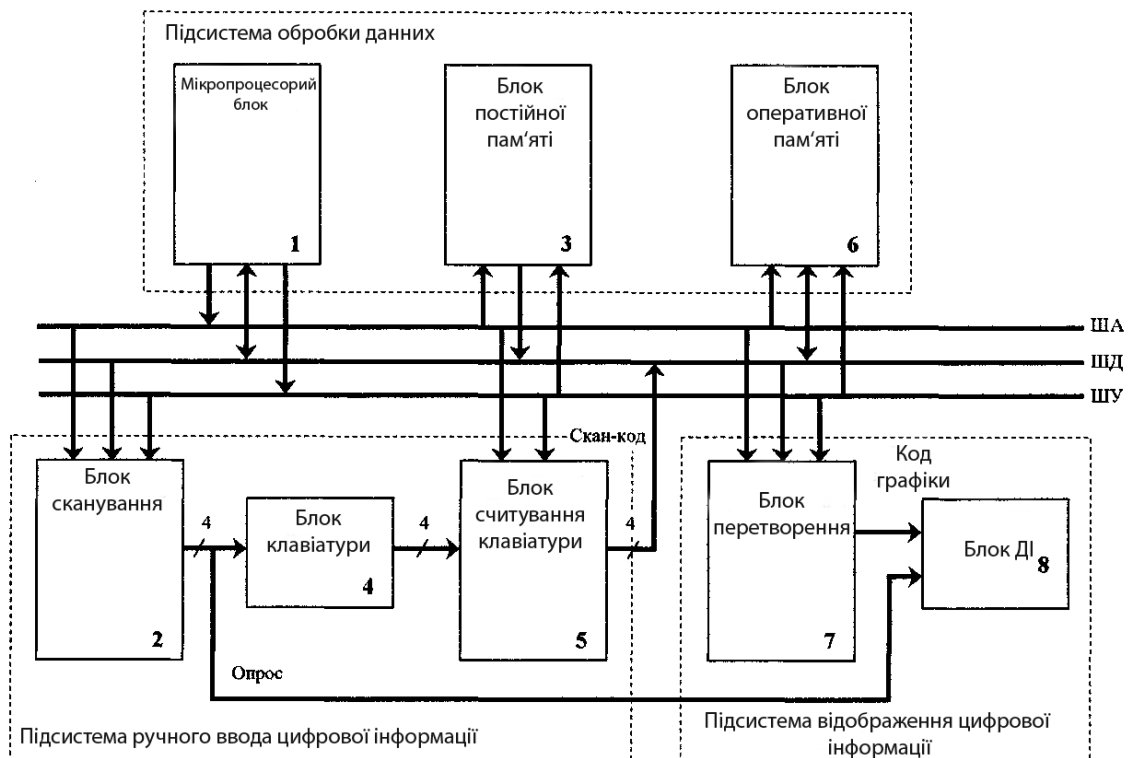 Підсистема обробки данних
Мікропроцесорий
блок
1
Блок
постійної
пам‘яті
3
Блок
оперативної
пам‘яті
6
ША
ШД
ШУ
Скан-код
Блок
сканування
2
4
Блок
клавіатури
4
4
Блок
считування
клавіатури
5
4
Опрос
Підсистема ручного ввода цифрової інформації
Блок
перетворення
7
Код
графіки
Блок ДІ
8
Підсистема відображення цифрової
інформації